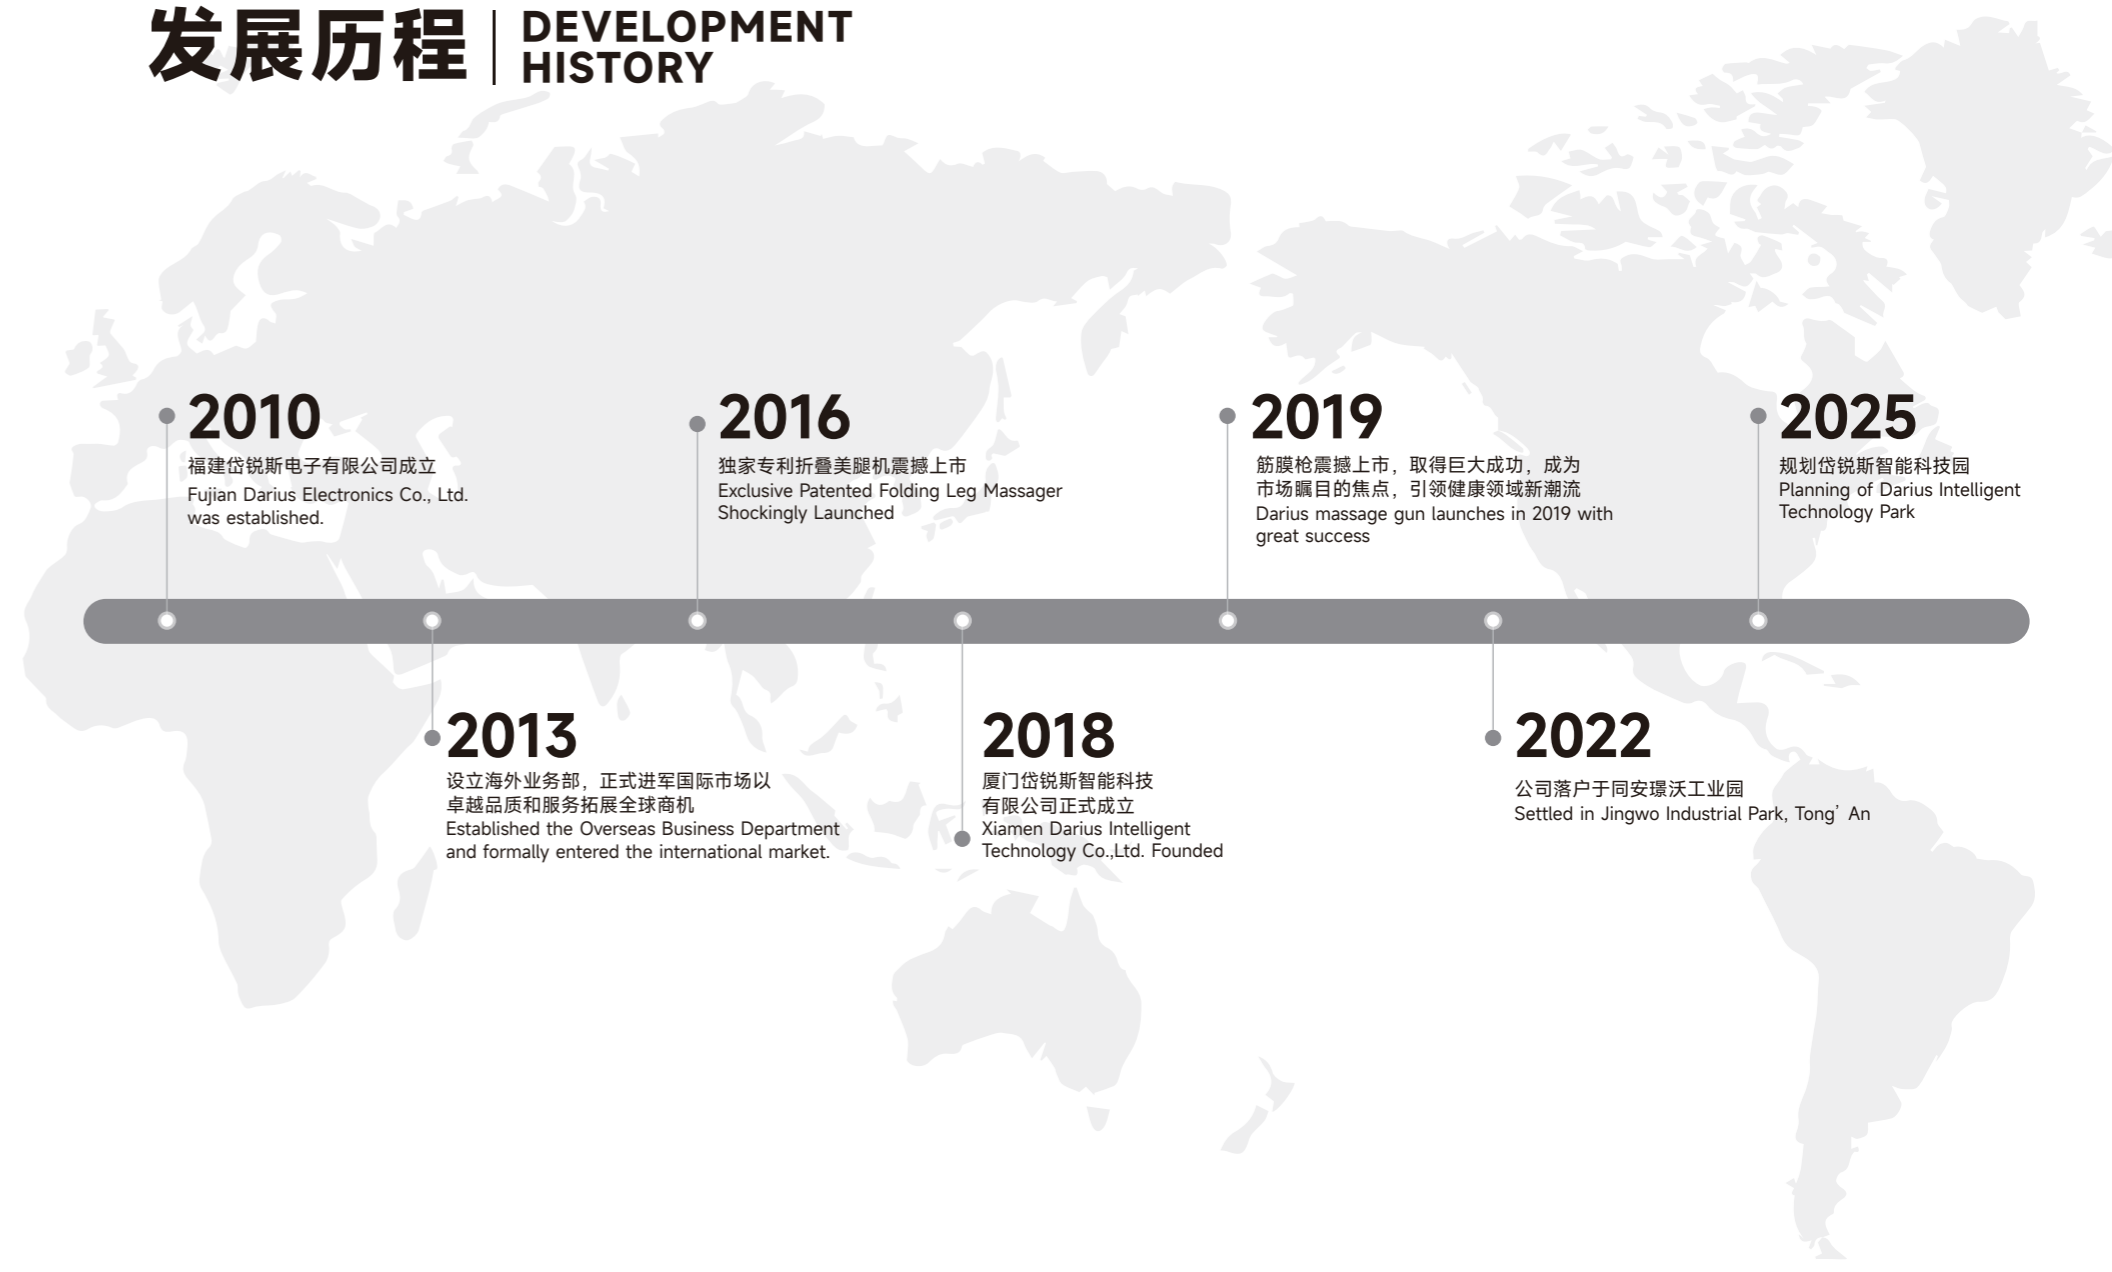 发展历程
DEVELOPMENT
HISTORY
2010
福建岱锐斯电子有限公司成立
Fujian Darius Electronics Co., Ltd.
was established.
2013
设立海外业务部，正式进军国际市场以
卓越品质和服务拓展全球商机
Established the Overseas Business Department
and formally entered the international market.
2016
独家专利折叠美腿机震撼上市
Exclusive Patented Folding Leg Massager
Shockingly Launched
2018
厦门岱锐斯智能科技
有限公司正式成立
Xiamen Darius Intelligent
Technology Co.,Ltd. Founded
2019
筋膜枪震撼上市，取得巨大成功，成为
市场瞩目的焦点，引领健康领域新潮流
Darius massage gun launches in 2019 with
great success
2022
公司落户于同安璟沃工业园
Settled in Jingwo Industrial Park, Tong’ An
2025
规划岱锐斯智能科技园
Planning of Darius Intelligent
Technology Park